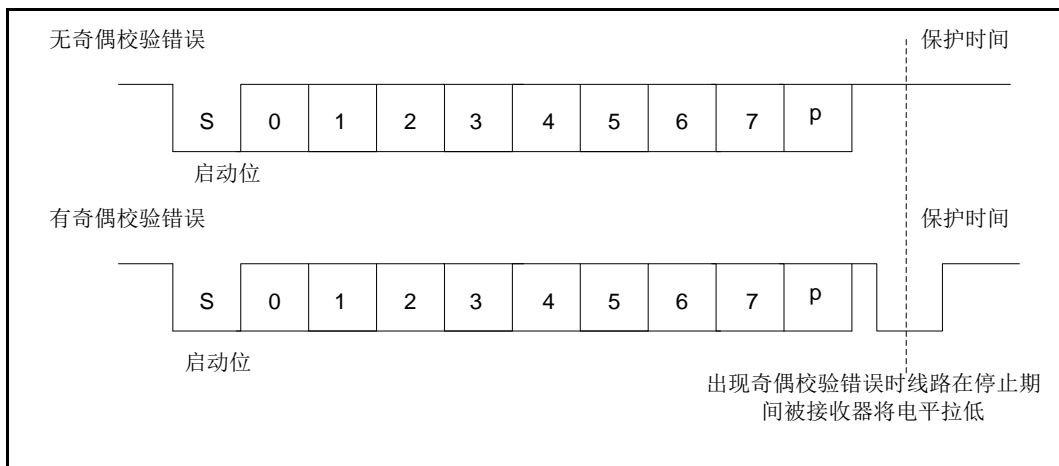 无奇偶校验错误
保护时间
S 0 1 2 3 4 5 6 7 p
启动位
有奇偶校验错误
保护时间
S 0 1 2 3 4 5 6 7 p
启动位
出现奇偶校验错误时线路在停止期
间被接收器将电平拉低